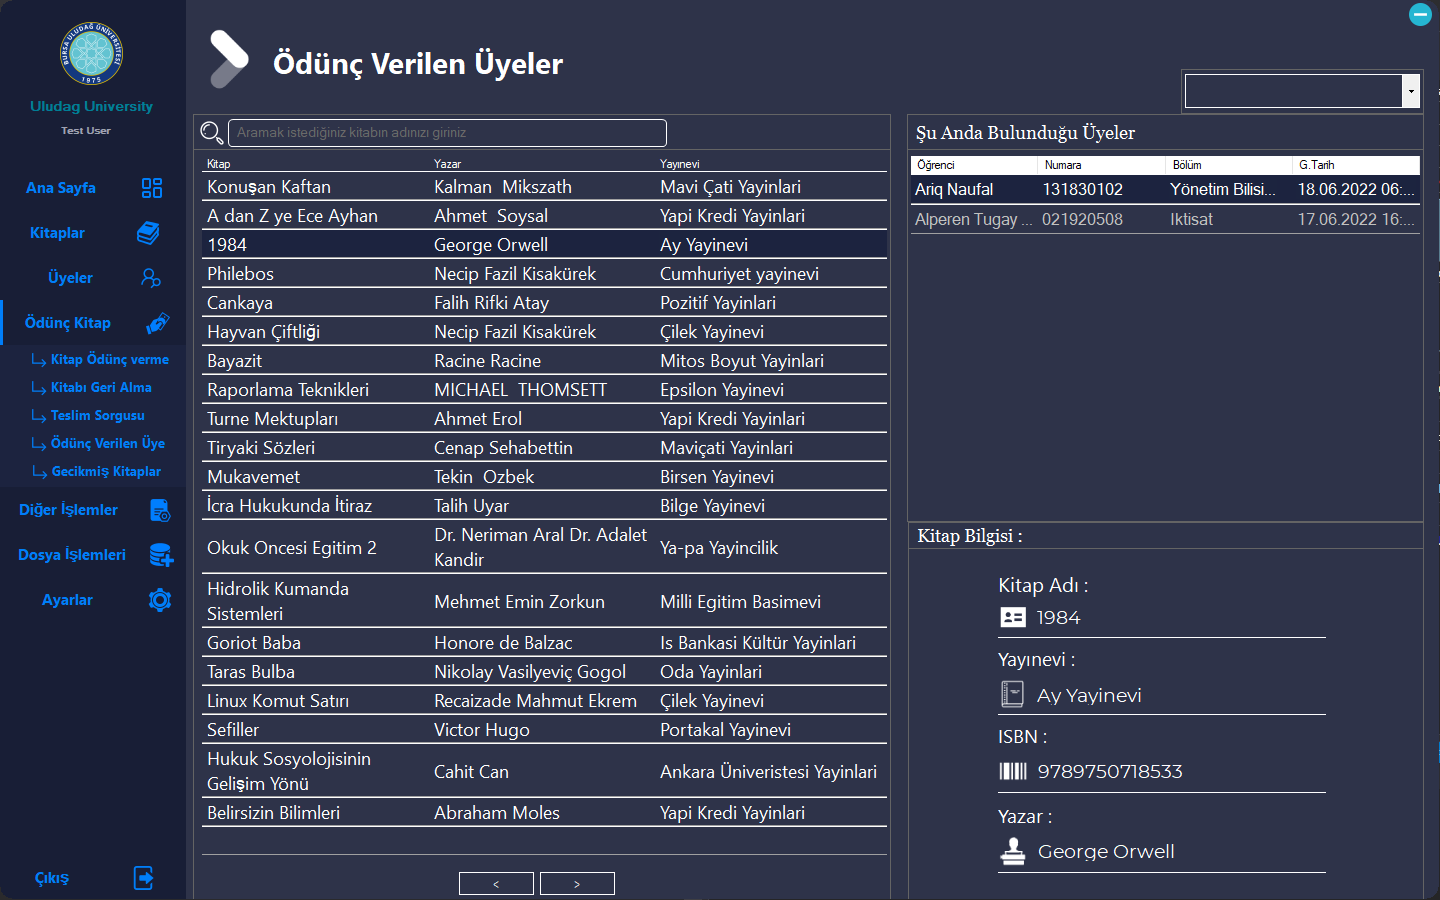 BURSA ULUDAĞ ÜNİVERSİTESİ
1975
Uludag University
Test User
Ana Sayfa
Kitaplar
Üyeler
Ödünç Kitap
Kitap Ödünç verme
Kitabı Geri Alma
Teslim Sorgusu
Ödünç Verilen Üye
Gecikmiş Kitaplar
Diğer İşlemler
Dosya İşlemleri
Ayarlar
Çıkış
Ödünç Verilen Üyeler
Aramak istediğiniz kitabın adınızı giriniz
Kitap Yazar Yayınevi
Konuşan Kaftan Kalman  Mikszath Mavi Çati Yayinlari
A dan Z ye Ece Ayhan Ahmet  Soysal Yapi Kredi Yayinlari
1984 George Orwell Ay Yayinevi
Philebos Necip Fazil Kisakürek Cumhuriyet yayinevi
Cankaya Falih Rifki Atay Pozitif Yayinlari
Hayvan Çiftliği Necip Fazil Kisakürek Çilek Yayinevi
Bayazit Racine Racine Mitos Boyut Yayinlari
Raporlama Teknikleri MICHAEL  THOMSETT Epsilon Yayinevi
Turne Mektupları Ahmet Erol Yapi Kredi Yayinlari
Tiryaki Sözleri Cenap Sehabettin Maviçati Yayinlari
Mukavemet Tekin  Ozbek Birsen Yayinevi
İcra Hukukunda İtiraz Talih Uyar Bilge Yayinevi
Okuk Oncesi Egitim 2 Dr. Neriman Aral Dr. Adalet Kandir Ya-pa Yayincilik
Hidrolik Kumanda Sistemleri Mehmet Emin Zorkun Milli Egitim Basimevi
Goriot Baba Honore de Balzac Is Bankasi Kültür Yayinlari
Taras Bulba Nikolay Vasilyeviç Gogol Oda Yayinlari
Linux Komut Satırı Recaizade Mahmut Ekrem Çilek Yayinevi
Sefiller Victor Hugo Portakal Yayinevi
Hukuk Sosyolojisinin Gelişim Yönü Cahit Can Ankara Üniveristesi Yayinlari
Belirsizin Bilimleri Abraham Moles Yapi Kredi Yayinlari
< >
Şu Anda Bulunduğu Üyeler
Öğrenci Numara Bölüm G.Tarih
Ariq Naufal 131830102 Yönetim Bilisi... 18.06.2022 06:...
Alperen Tugay ... 021920508 Iktisat 17.06.2022 16:...
Kitap Bilgisi :
Kitap Adı :
1984
Yayınevi :
Ay Yayinevi
ISBN :
9789750718533
Yazar :
George Orwell